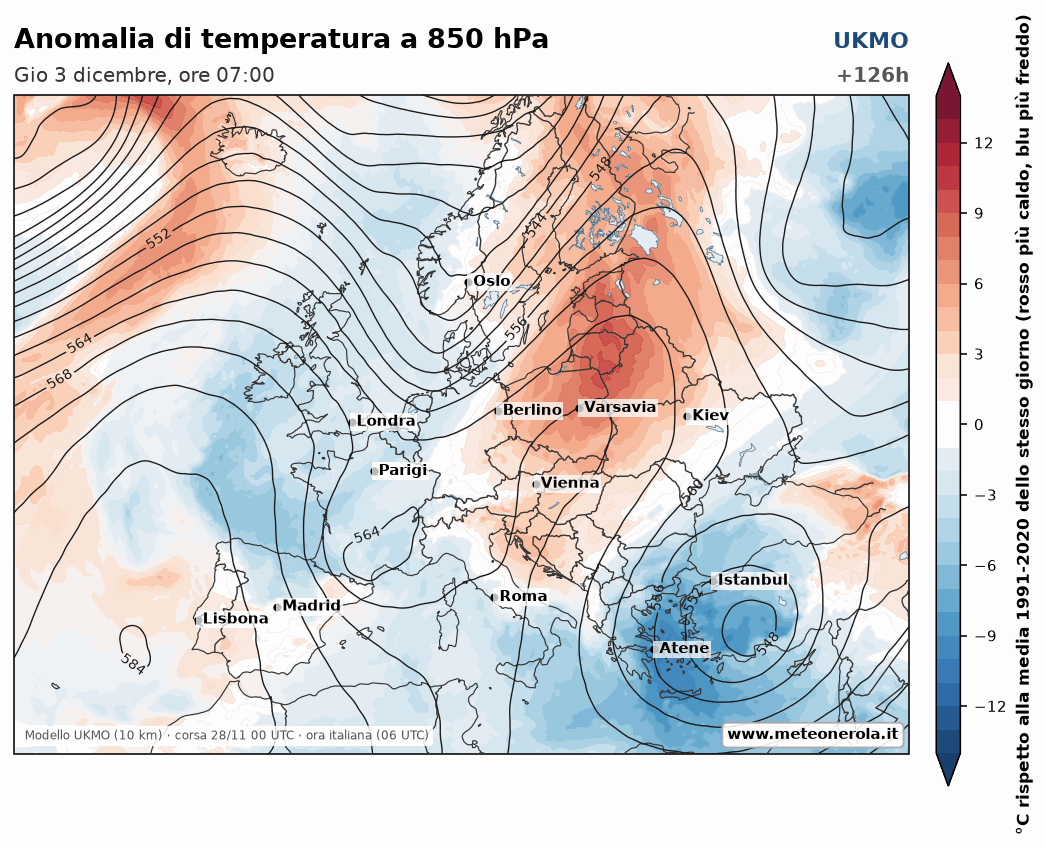 Anomalia di temperatura a 850 hPa
UKMO
Gio 3 dicembre, ore 07:00
+126h
548
544
552
Oslo
556
564
568
Berlino
Varsavia
Londra
Kiev
Parigi
Vienna
560
564
Istanbul
Roma
556
552
Madrid
Lisbona
548
Atene
584
Modello UKMO (10 km) · corsa 28/11 00 UTC · ora italiana (06 UTC)
www.meteonerola.it
12
9
6
3
0
−3
−6
−9
−12
°C rispetto alla media 1991-2020 dello stesso giorno (rosso più caldo, blu più freddo)